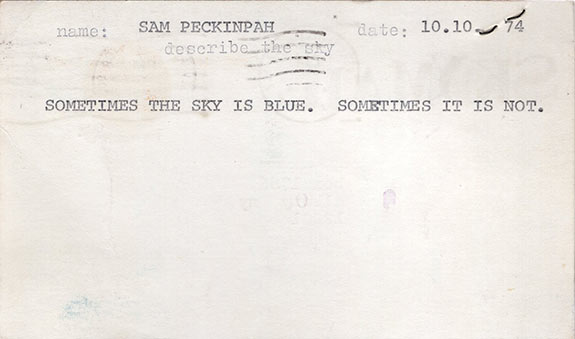 name: SAM PECKINPAH date: 10.10. 74
describe the sky
SOMETIMES THE SKY IS BLUE. SOMETIMES IT IS NOT.